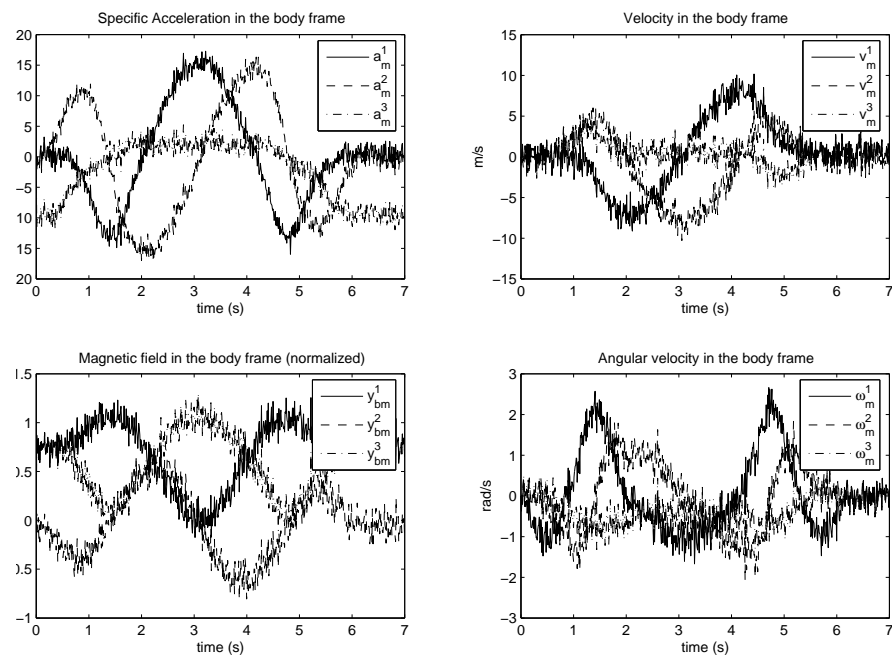 Specific Acceleration in the body frame
20
15
10
5
0
−5
10
15
20
0 1 2 3 4 5 6 7
time (s)
a_m^1
a_m^2
a_m^3
Velocity in the body frame
15
10
5
0
−5
−10
−15
m/s
0 1 2 3 4 5 6 7
time (s)
v_m^1
v_m^2
v_m^3
Magnetic field in the body frame (normalized)
1.5
1
.5
0
.5
−1
0 1 2 3 4 5 6 7
time (s)
y_bm^1
y_bm^2
y_bm^3
Angular velocity in the body frame
3
2
1
0
−1
−2
−3
rad/s
0 1 2 3 4 5 6 7
time (s)
ω_m^1
ω_m^2
ω_m^3